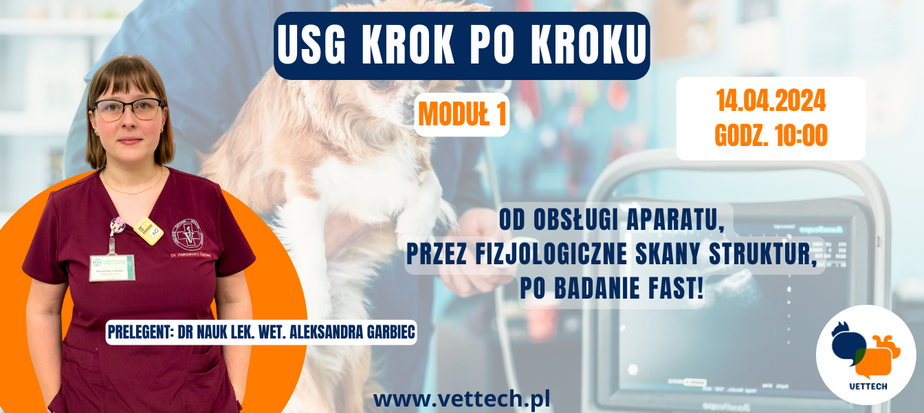 USG KROK PO KROKU
MODUŁ 1
14.04.2024
GODZ. 10:00
OD OBSŁUGI APARATU,
PRZEZ FIZJOLOGICZNE SKANY STRUKTUR,
PO BADANIE FAST!
PRELEGENT: DR NAUK LEK. WET. ALEKSANDRA GARBIEC
www.vettech.pl
VETTECH